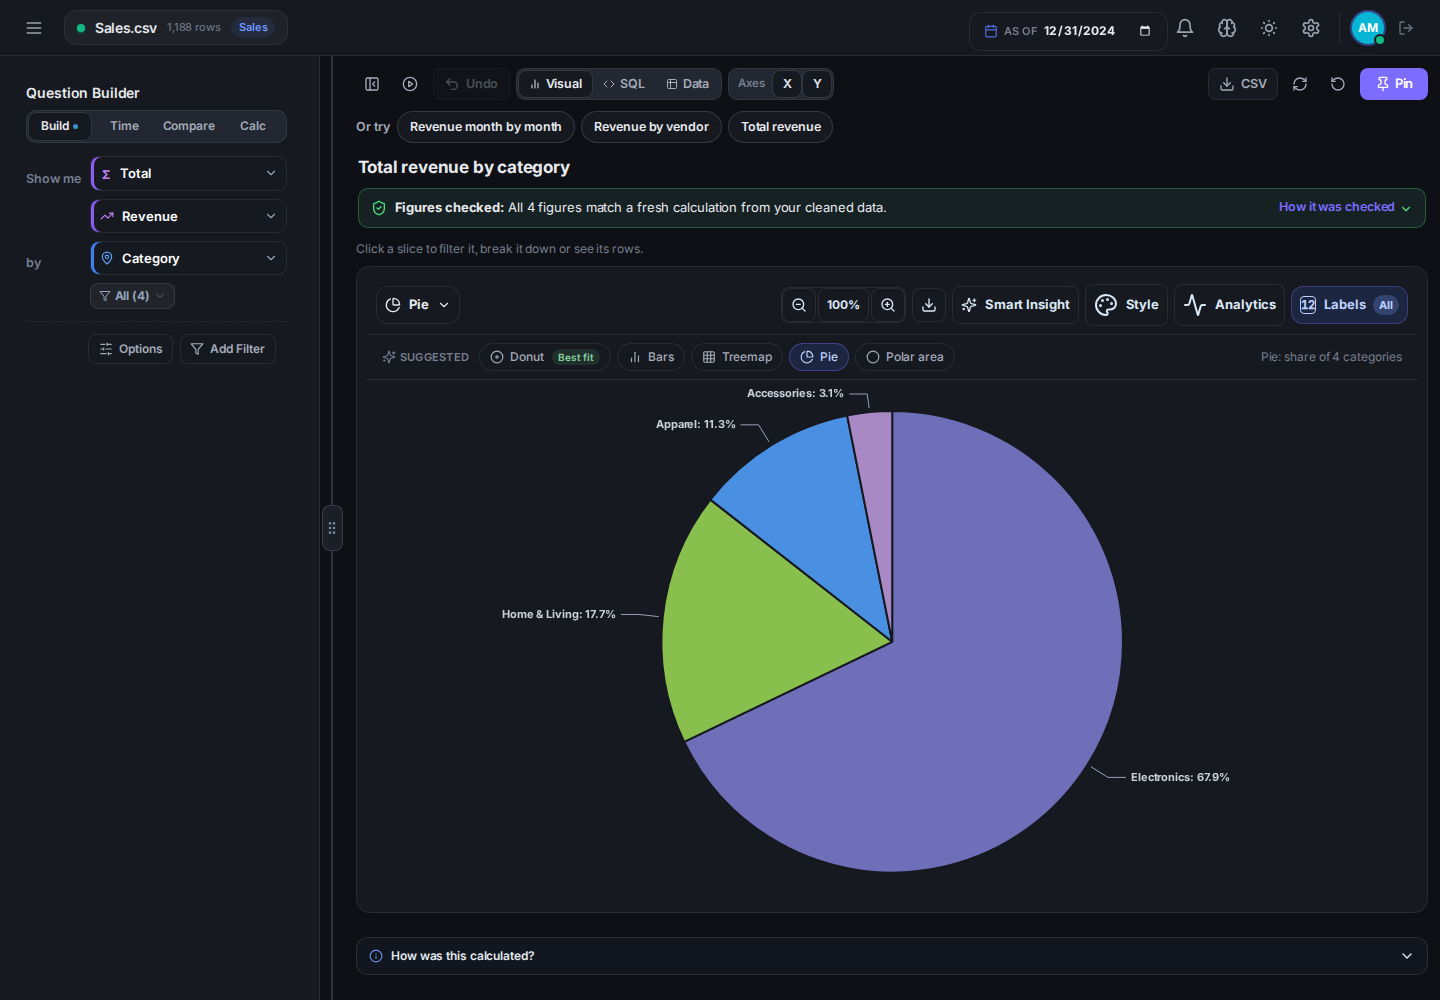 Sales.csv 1,188 rows Sales
AS OF 12/31/2024
AM
Question Builder
Build Time Compare Calc
Show me Σ Total
Revenue
by Category
All (4)
Options Add Filter
Undo Visual SQL Data Axes X Y
CSV Pin
Or try Revenue month by month Revenue by vendor Total revenue
Total revenue by category
Figures checked: All 4 figures match a fresh calculation from your cleaned data. How it was checked
Click a slice to filter it, break it down or see its rows.
Pie 100% Smart Insight Style Analytics 12 Labels All
SUGGESTED Donut Best fit Bars Treemap Pie Polar area Pie: share of 4 categories
Accessories: 3.1%
Apparel: 11.3%
Home & Living: 17.7%
Electronics: 67.9%
How was this calculated?